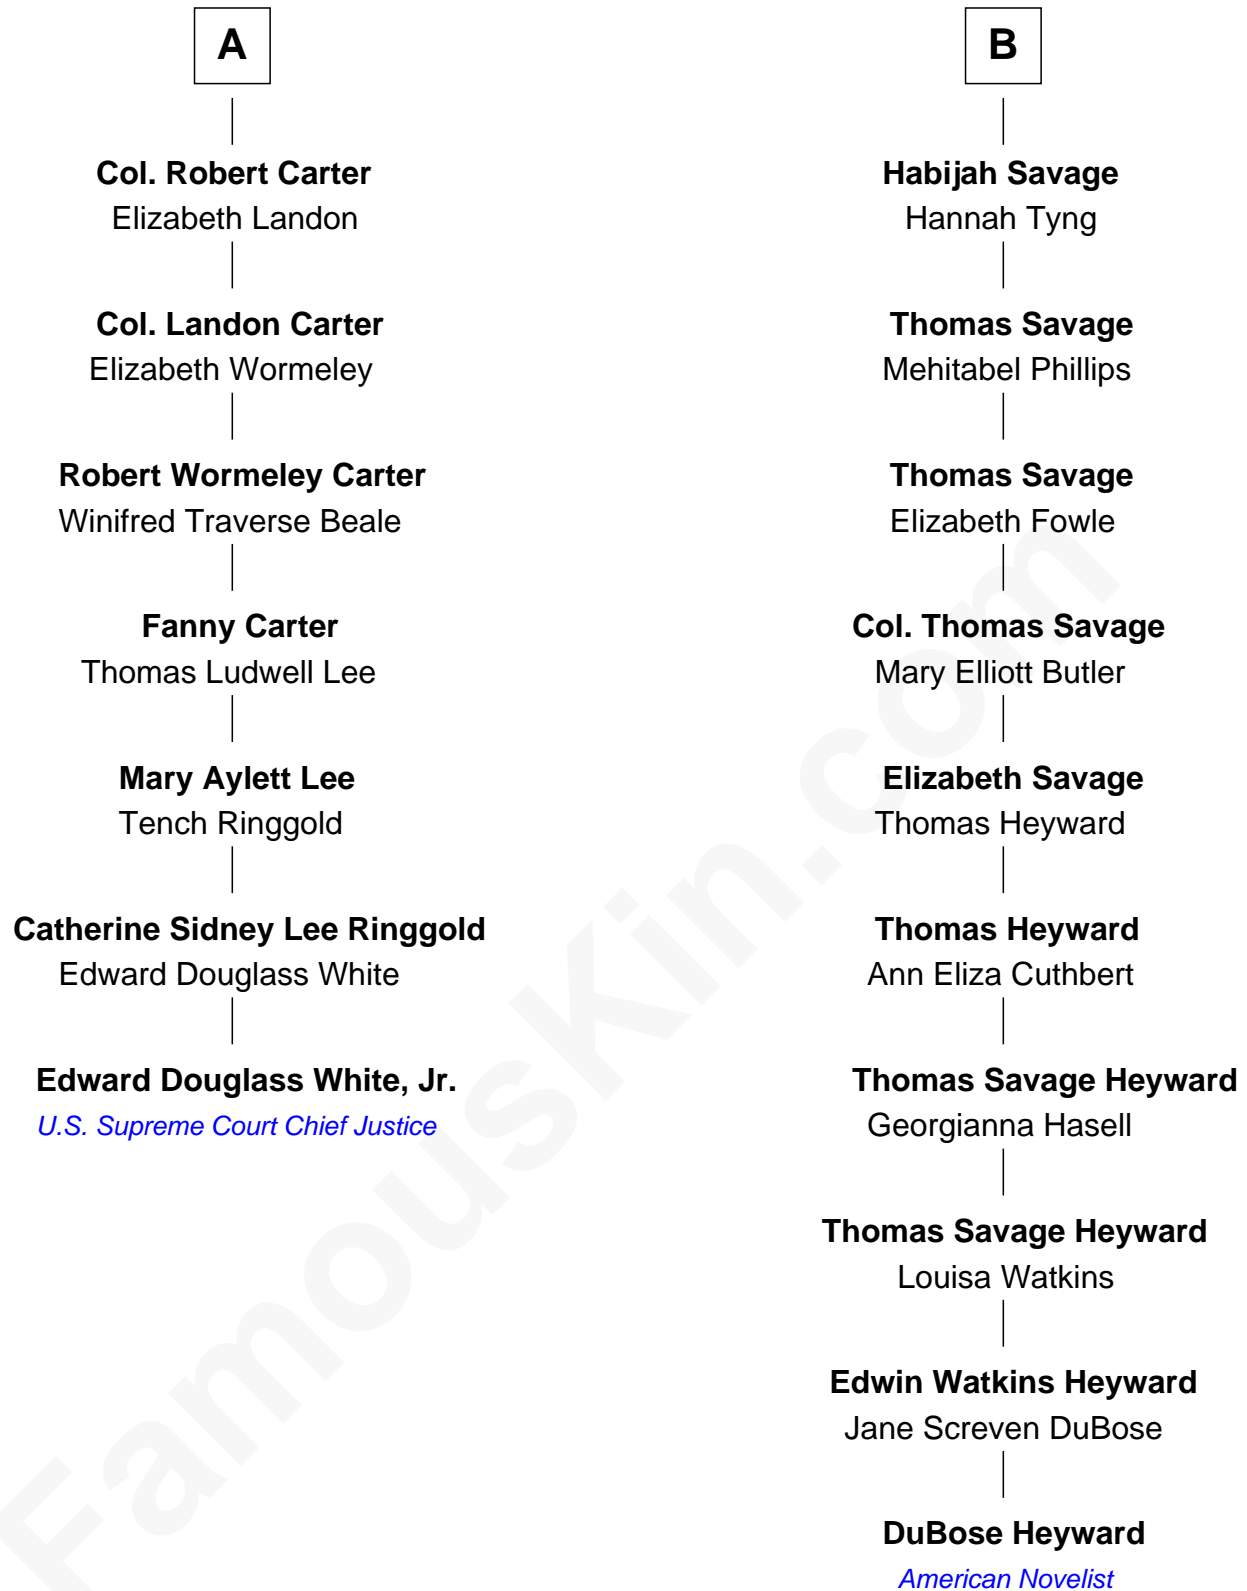 A
Col. Robert Carter
Elizabeth Landon
Col. Landon Carter
Elizabeth Wormeley
Robert Wormeley Carter
Winifred Traverse Beale
Fanny Carter
Thomas Ludwell Lee
Mary Aylett Lee
Tench Ringgold
Catherine Sidney Lee Ringgold
Edward Douglass White
Edward Douglass White, Jr.
U.S. Supreme Court Chief Justice
B
Habijah Savage
Hannah Tyng
Thomas Savage
Mehitabel Phillips
Thomas Savage
Elizabeth Fowle
Col. Thomas Savage
Mary Elliott Butler
Elizabeth Savage
Thomas Heyward
Thomas Heyward
Ann Eliza Cuthbert
Thomas Savage Heyward
Georgianna Hasell
Thomas Savage Heyward
Louisa Watkins
Edwin Watkins Heyward
Jane Screven DuBose
DuBose Heyward
American Novelist
FamousKin.com